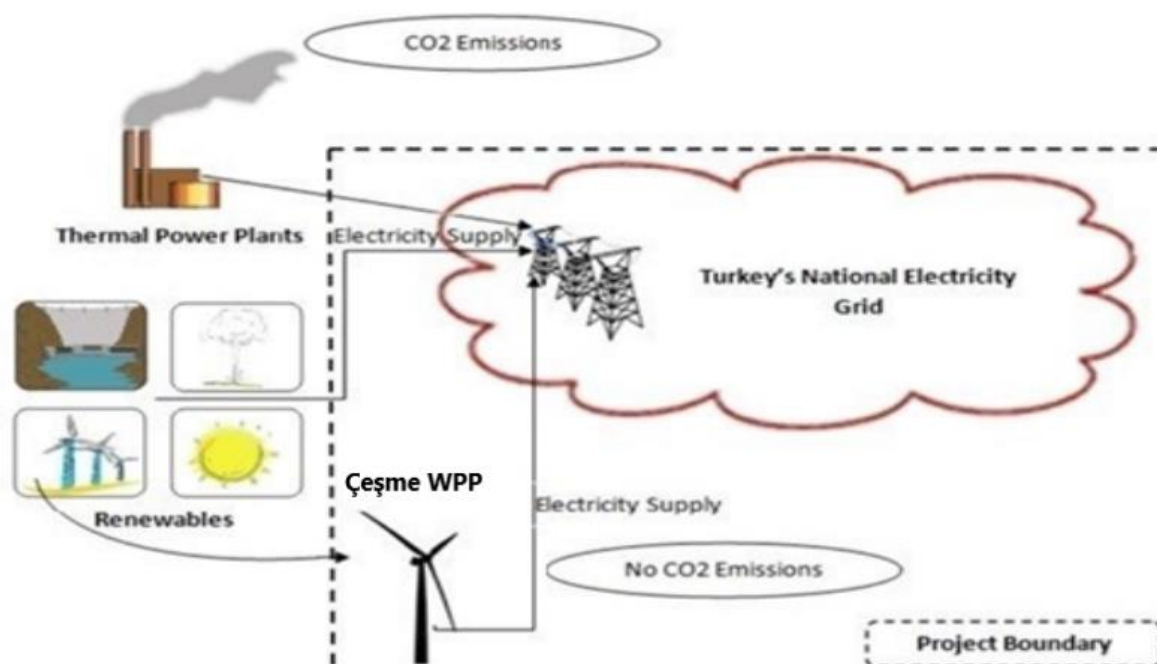 CO2 Emissions
Thermal Power Plants
Electricity Supply
Turkey's National Electricity
Grid
Çeşme WPP
Renewables
Electricity Supply
No CO2 Emissions
Project Boundary